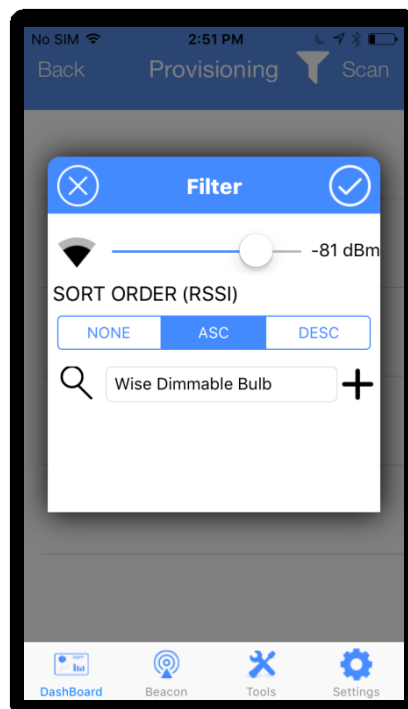 No SIM 2:51 PM
Back Provisioning Scan
Filter
-81 dBm
SORT ORDER (RSSI)
NONE ASC DESC
Wise Dimmable Bulb
DashBoard Beacon Tools Settings